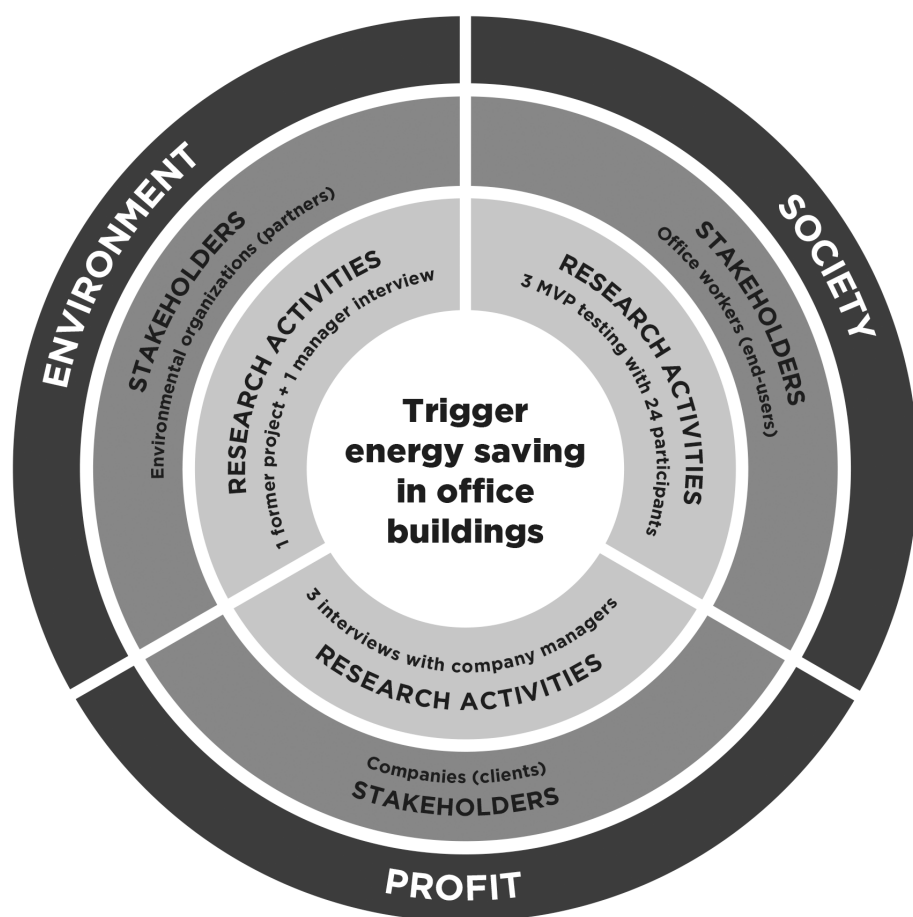 ENVIRONMENT
STAKEHOLDERS
Environmental organizations (partners)
RESEARCH ACTIVITIES
1 former project + 1 manager interview
SOCIETY
STAKEHOLDERS
Office workers (end-users)
RESEARCH ACTIVITIES
3 MVP testing with 24 participants
Trigger
energy saving
in office
buildings
3 interviews with company managers
RESEARCH ACTIVITIES
Companies (clients)
STAKEHOLDERS
PROFIT